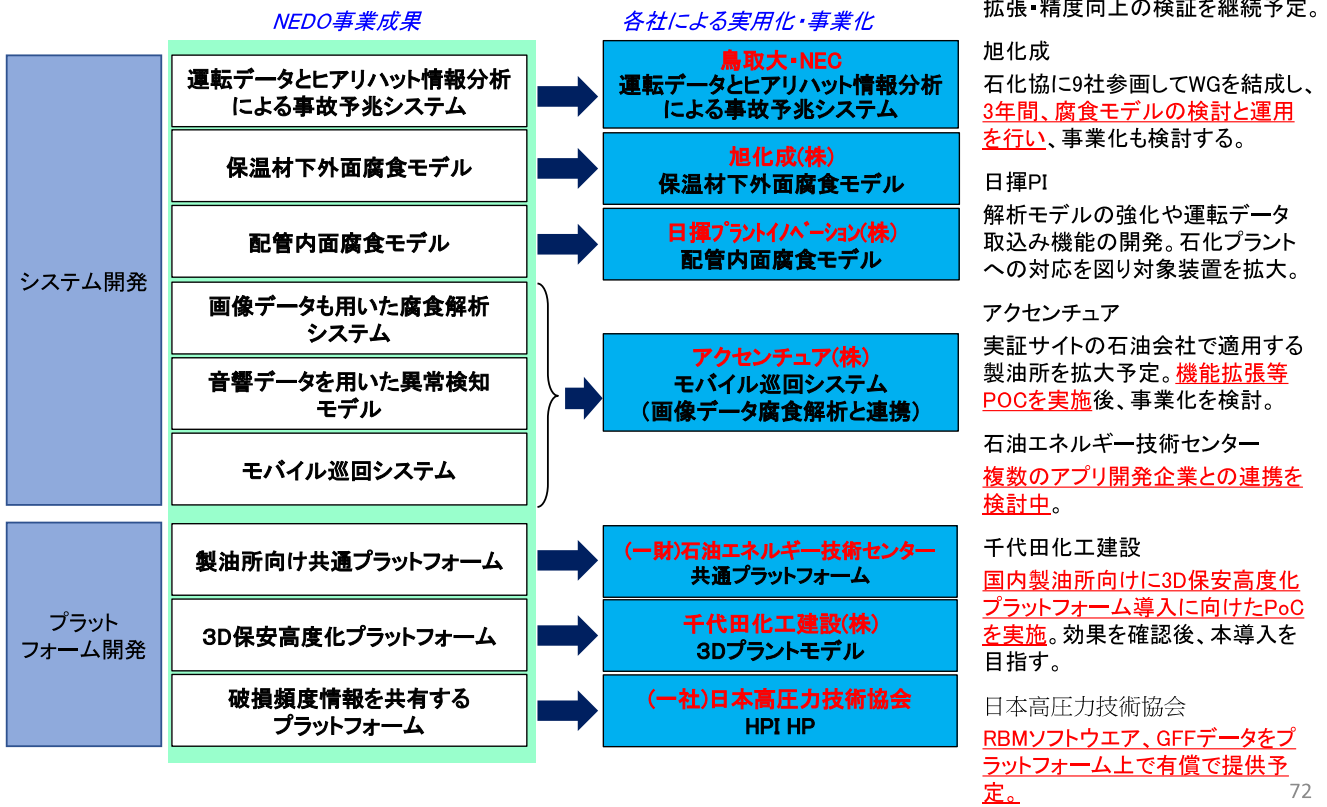 NEDO事業成果
各社による実用化・事業化
システム開発
運転データとヒアリハット情報分析
による事故予兆システム
鳥取大・NEC
運転データとヒアリハット情報分析
による事故予兆システム
保温材下外面腐食モデル
旭化成(株)
保温材下外面腐食モデル
配管内面腐食モデル
日揮プラントイノベーション(株)
配管内面腐食モデル
画像データも用いた腐食解析
システム
音響データを用いた異常検知
モデル
モバイル巡回システム
アクセンチュア(株)
モバイル巡回システム
(画像データ腐食解析と連携)
プラット
フォーム開発
製油所向け共通プラットフォーム
(一財)石油エネルギー技術センター
共通プラットフォーム
3D保安高度化プラットフォーム
千代田化工建設(株)
3Dプラントモデル
破損頻度情報を共有する
プラットフォーム
(一社)日本高圧力技術協会
HPI HP
拡張・精度向上の検証を継続予定。
旭化成
石化協に9社参画してWGを結成し、
3年間、腐食モデルの検討と運用
を行い、事業化も検討する。
日揮PI
解析モデルの強化や運転データ
取込み機能の開発。石化プラント
への対応を図り対象装置を拡大。
アクセンチュア
実証サイトの石油会社で適用する
製油所を拡大予定。機能拡張等
POCを実施後、事業化を検討。
石油エネルギー技術センター
複数のアプリ開発企業との連携を
検討中。
千代田化工建設
国内製油所向けに3D保安高度化
プラットフォーム導入に向けたPoC
を実施。効果を確認後、本導入を
目指す。
日本高圧力技術協会
RBMソフトウエア、GFFデータをプ
ラットフォーム上で有償で提供予
定。
72